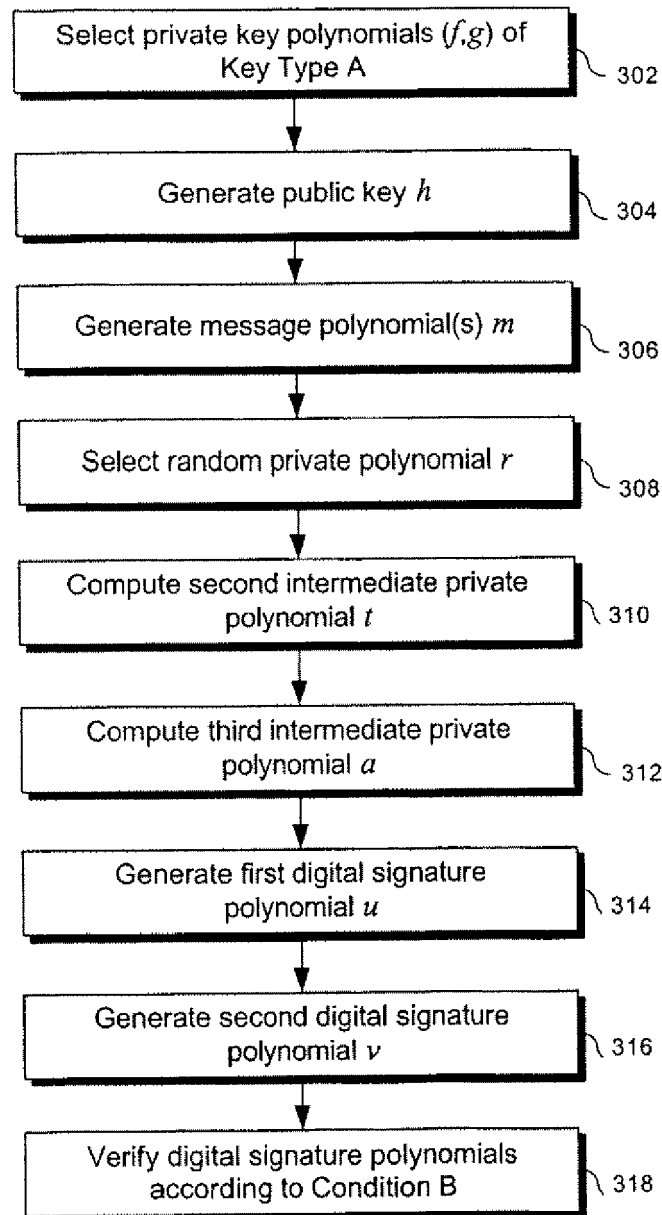 Select private key polynomials (f,g) of
Key Type A
302
Generate public key h
304
Generate message polynomial(s) m
306
Select random private polynomial r
308
Compute second intermediate private
polynomial t
310
Compute third intermediate private
polynomial a
312
Generate first digital signature
polynomial u
314
Generate second digital signature
polynomial v
316
Verify digital signature polynomials
according to Condition B
318